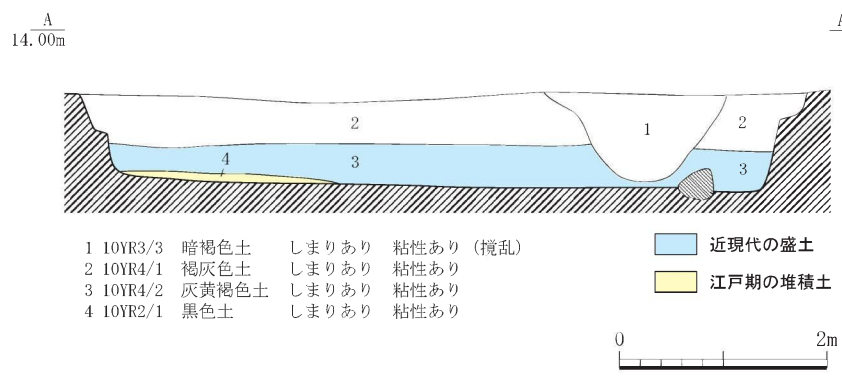 A
14.00m
A
2
1
2
4
3
3
1 10YR3/3 暗褐色土 しまりあり 粘性あり (撹乱)
2 10YR4/1 褐灰色土 しまりあり 粘性あり
3 10YR4/2 灰黄褐色土 しまりあり 粘性あり
4 10YR2/1 黒色土 しまりあり 粘性あり
近現代の盛土
江戸期の堆積土
0 2m